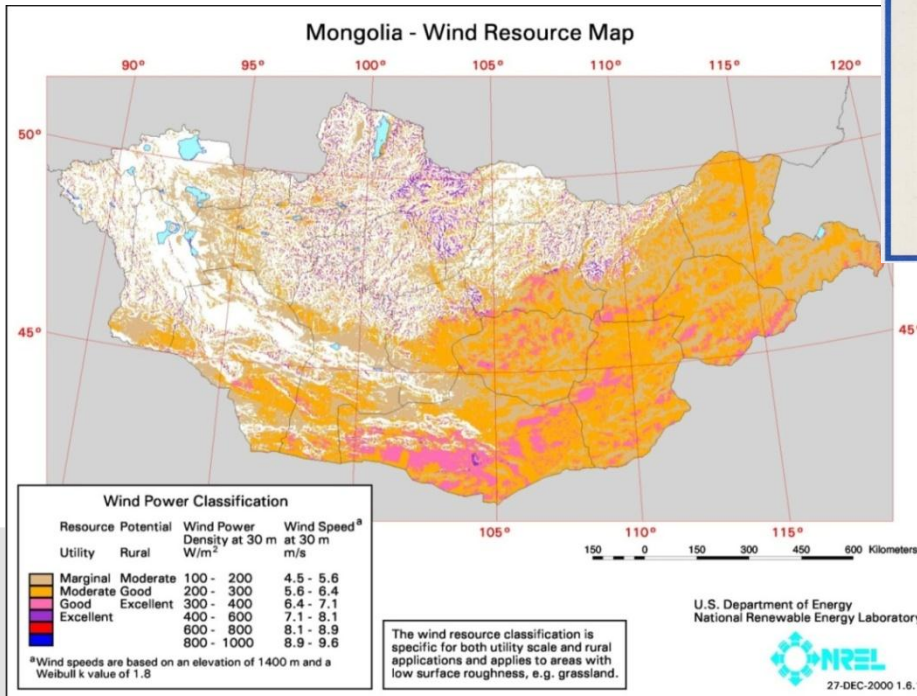 Mongolia - Wind Resource Map
90° 95° 100° 105° 110° 115° 120°
50°
45° 45°
105° 110° 115°
Wind Power Classification
Resource Potential Wind Power Wind Speed a
Density at 30 m at 30 m
Utility Rural W/m² m/s
Marginal Moderate 100 - 200 4.5 - 5.6
Moderate Good 200 - 300 5.6 - 6.4
Good Excellent 300 - 400 6.4 - 7.1
Excellent 400 - 600 7.1 - 8.1
600 - 800 8.1 - 8.9
800 - 1000 8.9 - 9.6
a Wind speeds are based on an elevation of 1400 m and a
Weibull k value of 1.8
The wind resource classification is
specific for both utility scale and rural
applications and applies to areas with
low surface roughness, e.g. grassland.
150 0 150 300 450 600 Kilometers
U.S. Department of Energy
National Renewable Energy Laboratory
NREL
27-DEC-2000 1.6.